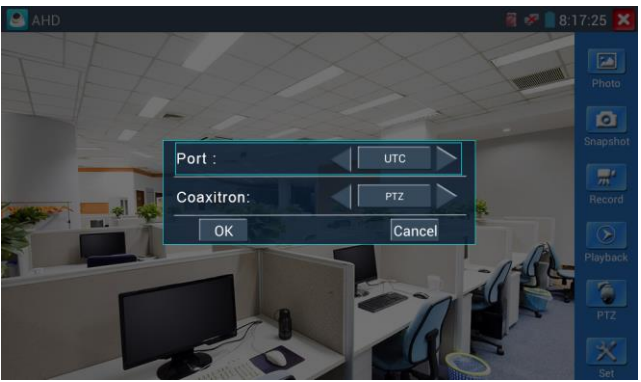 AHD
8:17:25
Photo
Snapshot
Port :
UTC
Coaxitron:
PTZ
Record
OK
Cancel
Playback
PTZ
Set